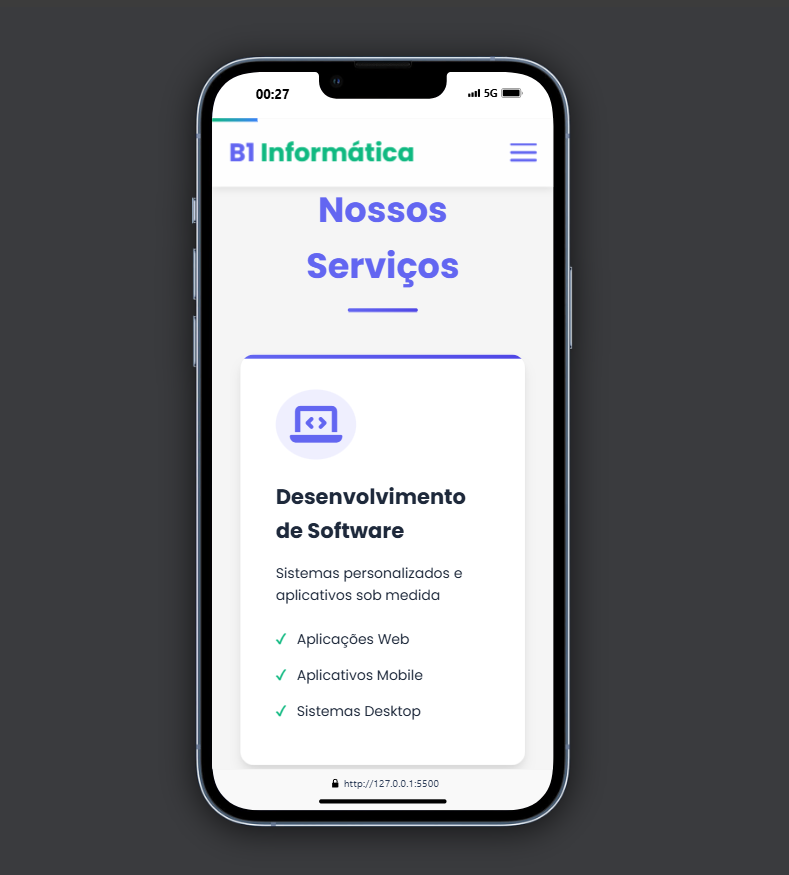 00:27
5G
B1 Informática
Nossos
Serviços
Desenvolvimento
de Software
Sistemas personalizados e
aplicativos sob medida
Aplicações Web
Aplicativos Mobile
Sistemas Desktop
http://127.0.0.1:5500